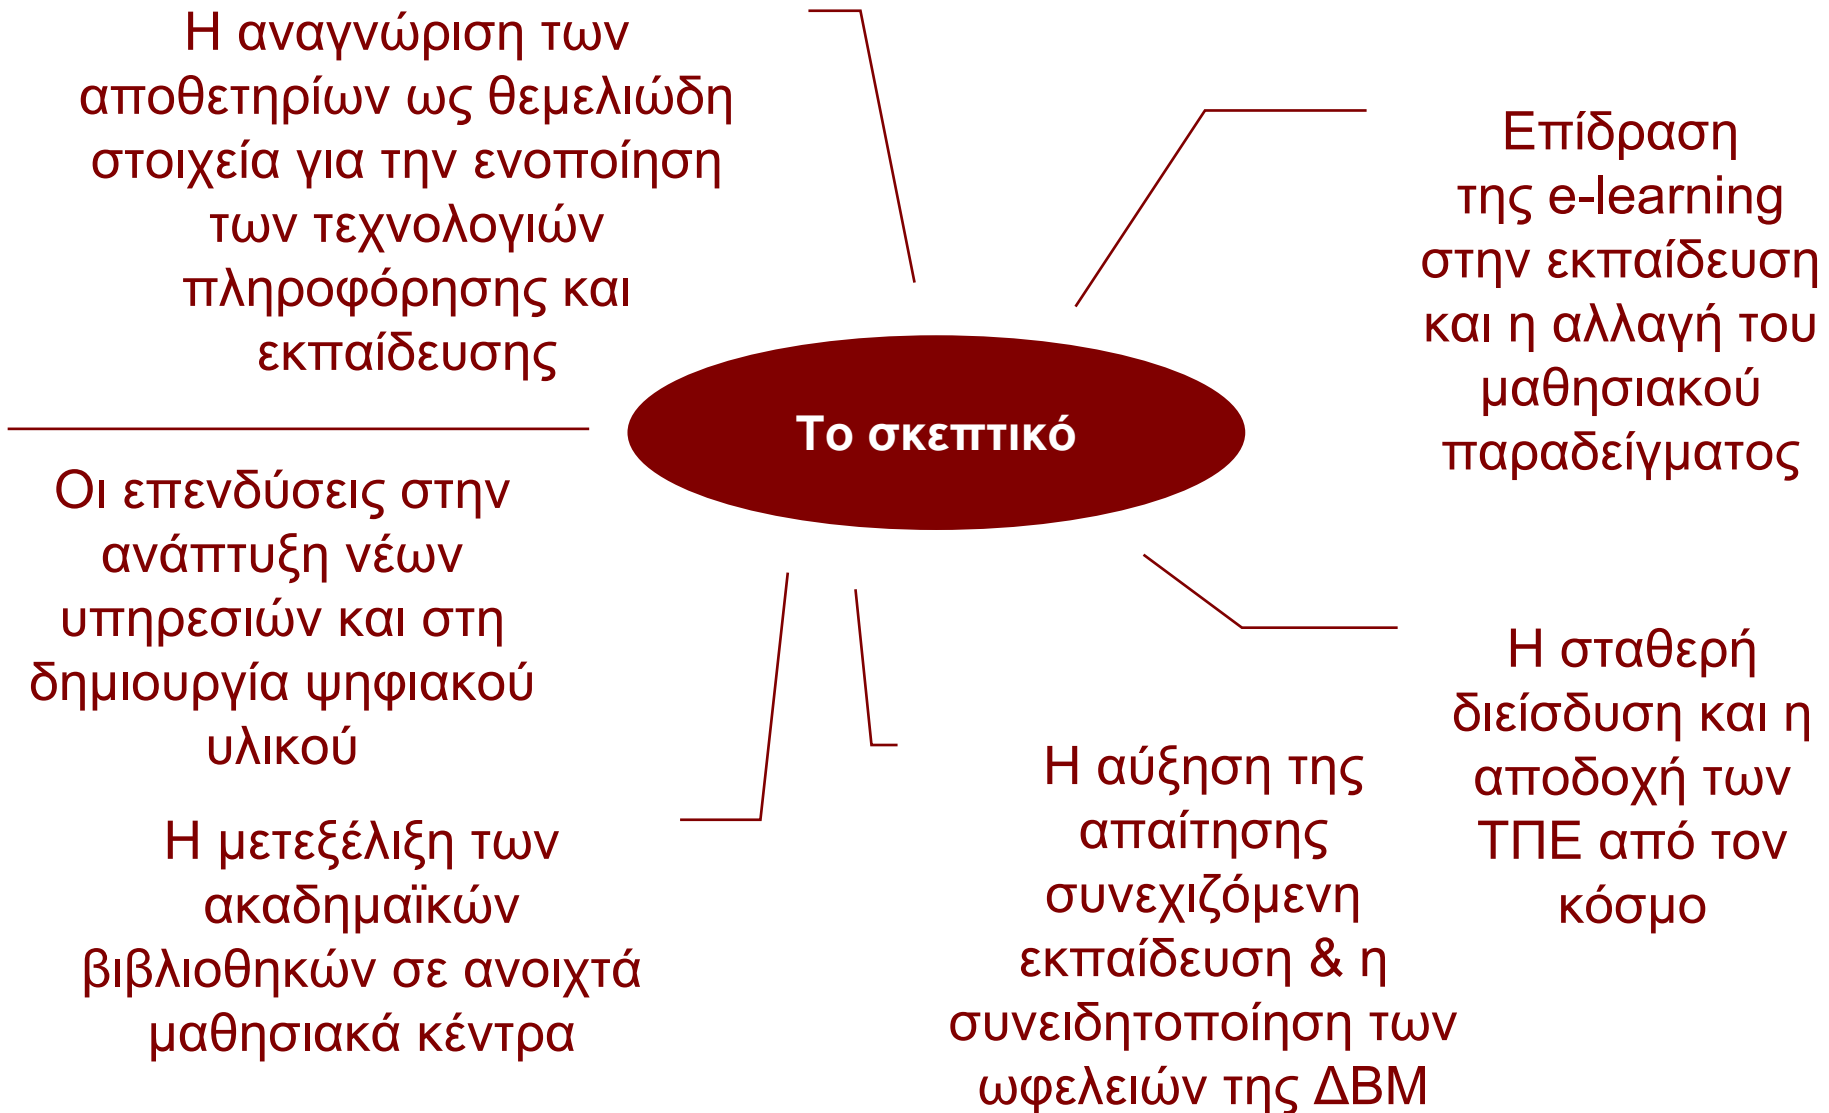 Η αναγνώριση των
αποθετηρίων ως θεμελιώδη
στοιχεία για την ενοποίηση
των τεχνολογιών
πληροφόρησης και
εκπαίδευσης
Επίδραση
της e-learning
στην εκπαίδευση
και η αλλαγή του
μαθησιακού
παραδείγματος
Το σκεπτικό
Οι επενδύσεις στην
ανάπτυξη νέων
υπηρεσιών και στη
δημιουργία ψηφιακού
υλικού
Η σταθερή
διείσδυση και η
αποδοχή των
ΤΠΕ από τον
κόσμο
Η μετεξέλιξη των
ακαδημαϊκών
βιβλιοθηκών σε ανοιχτά
μαθησιακά κέντρα
Η αύξηση της
απαίτησης
συνεχιζόμενη
εκπαίδευση & η
συνειδητοποίηση των
ωφελειών της ΔΒΜ